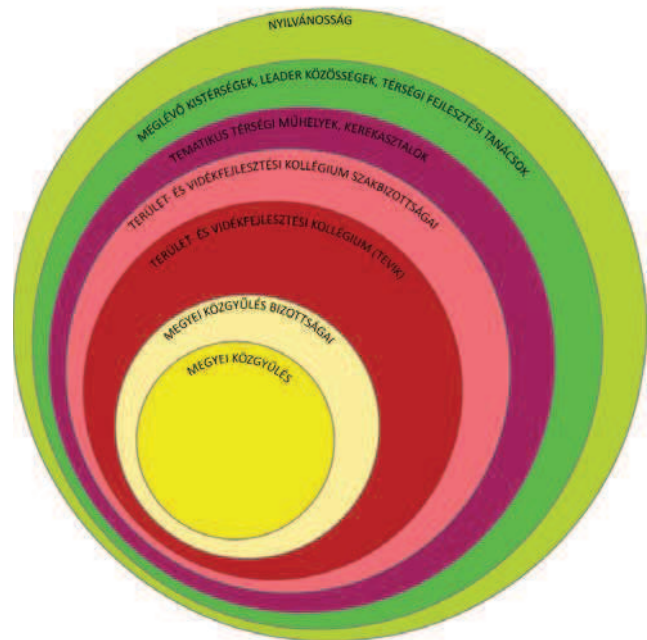 NYILVÁNOSSÁG
MEGLÉVŐ KISTÉRSÉGEK, LEADER KÖZÖSSÉGEK, TÉRSÉGI FEJLESZTÉSI TANÁCSOK
TEMATIKUS TÉRSÉGI MŰHELYEK, KEREKASZTALOK
TERÜLET- ÉS VIDÉKFEJLESZTÉSI KOLLÉGIUM SZAKBIZOTTSÁGAI
TERÜLET- ÉS VIDÉKFEJLESZTÉSI KOLLÉGIUM (TEVIK)
MEGYEI KÖZGYŰLÉS BIZOTTSÁGAI
MEGYEI KÖZGYŰLÉS